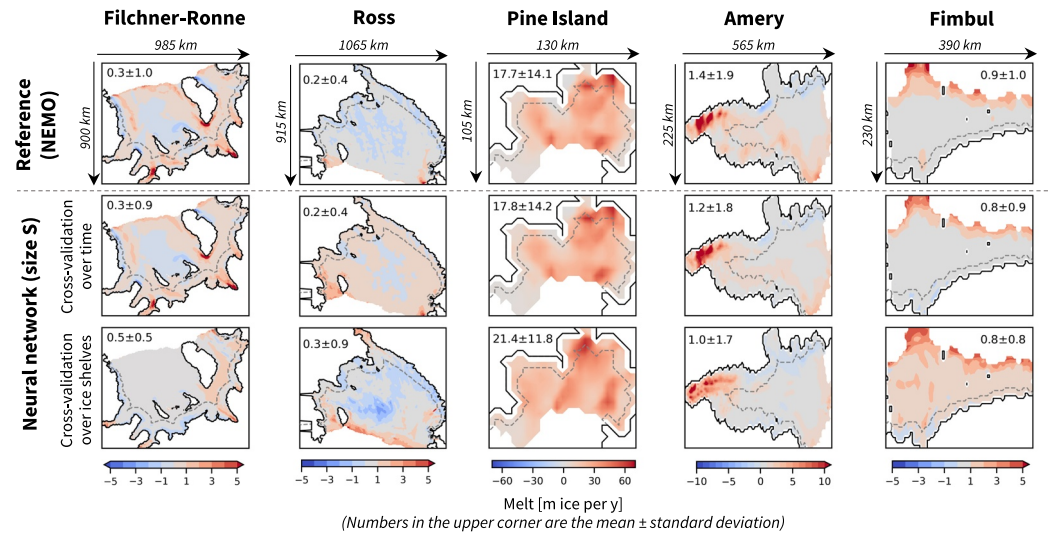 Filchner-Ronne Ross Pine Island Amery Fimbul
985 km 1065 km 130 km 565 km 390 km
Reference
(NEMO)
900 km 915 km 105 km 225 km 230 km
0.3±1.0 0.2±0.4 17.7±14.1 1.4±1.9 0.9±1.0
Neural network (size S)
Cross-validation
over time
0.3±0.9 0.2±0.4 17.8±14.2 1.2±1.8 0.8±0.9
Cross-validation
over ice shelves
0.5±0.5 0.3±0.9 21.4±11.8 1.0±1.7 0.8±0.8
−5 −3 −1 1 3 5 −5 −3 −1 1 3 5 −60 −30 0 30 60 −10 −5 0 5 10 −5 −3 −1 1 3 5
Melt [m ice per y]
(Numbers in the upper corner are the mean ± standard deviation)